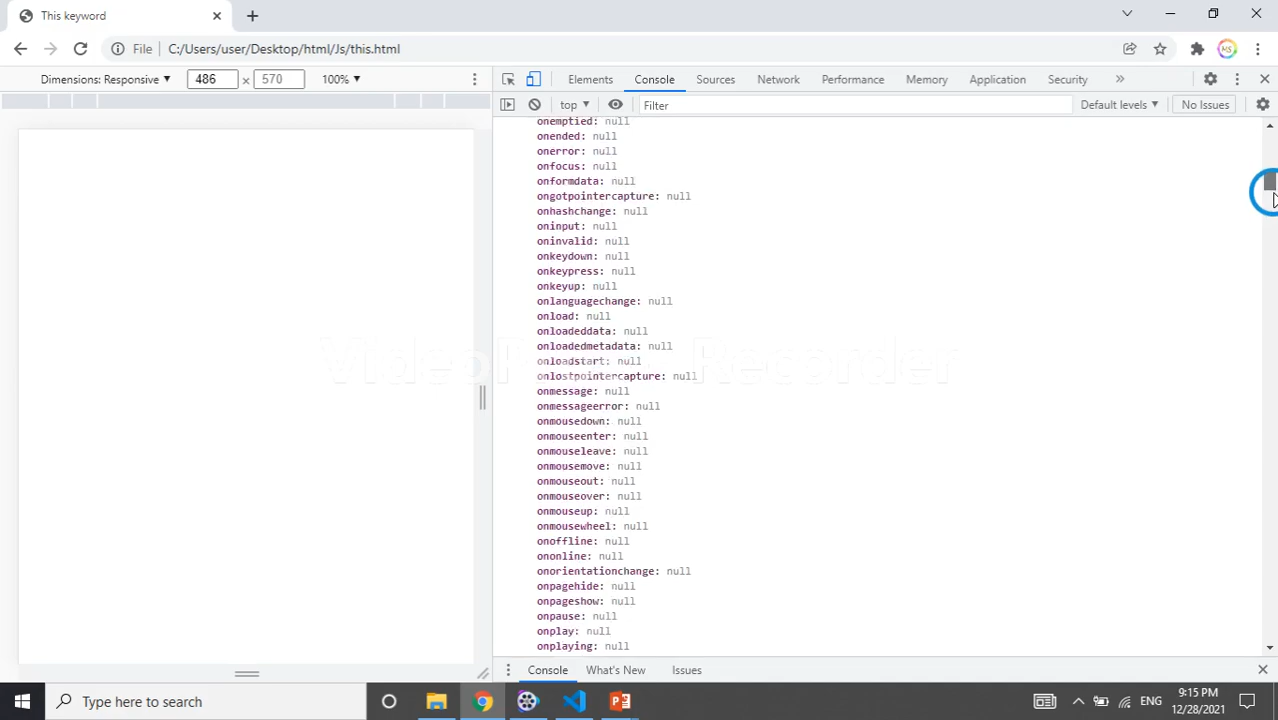 This keyword
File C:/Users/user/Desktop/html/Js/this.html
Dimensions: Responsive 486 × 570 100%
Elements Console Sources Network Performance Memory Application Security
top Filter Default levels No Issues
onemptied: null
onended: null
onerror: null
onfocus: null
onformdata: null
ongotpointercapture: null
onhashchange: null
oninput: null
oninvalid: null
onkeydown: null
onkeypress: null
onkeyup: null
onlanguagechange: null
onload: null
onloadeddata: null
onloadedmetadata: null
onloadstart: null
onlostpointercapture: null
onmessage: null
onmessageerror: null
onmousedown: null
onmouseenter: null
onmouseleave: null
onmousemove: null
onmouseout: null
onmouseover: null
onmouseup: null
onmousewheel: null
onoffline: null
ononline: null
onorientationchange: null
onpagehide: null
onpageshow: null
onpause: null
onplay: null
onplaying: null
Console What's New Issues
Type here to search
ENG
9:15 PM
12/28/2021